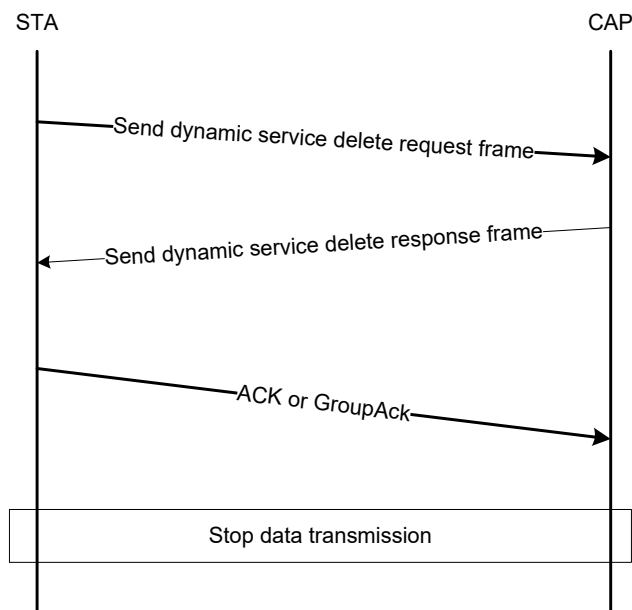 STA
CAP
Send dynamic service delete request frame
Send dynamic service delete response frame
ACK or GroupAck
Stop data transmission